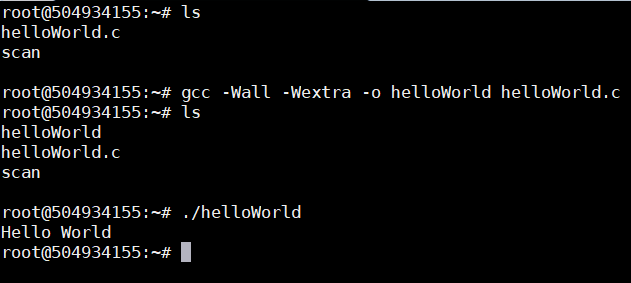 root@504934155:~# ls
helloWorld.c
scan
root@504934155:~# gcc -Wall -Wextra -o helloWorld helloWorld.c
root@504934155:~# ls
helloWorld
helloWorld.c
scan
root@504934155:~# ./helloWorld
Hello World
root@504934155:~#